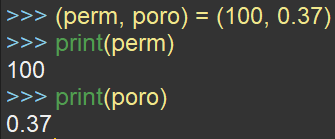 >>> (perm, poro) = (100, 0.37)
>>> print(perm)
100
>>> print(poro)
0.37